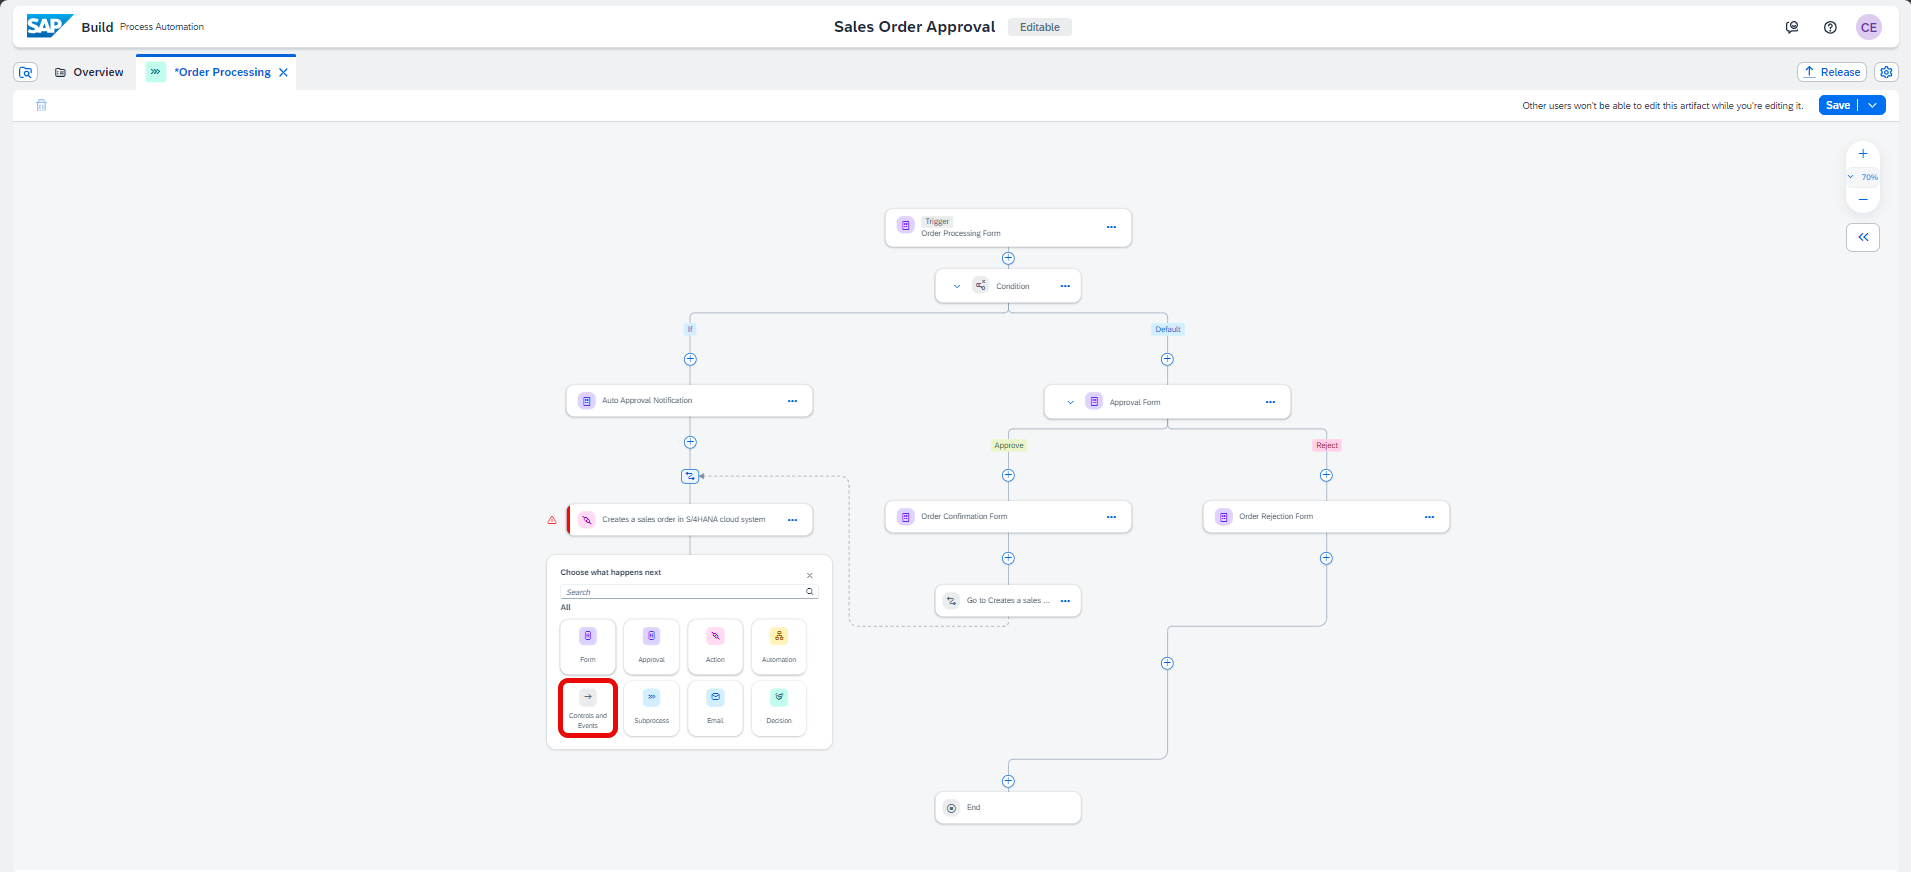 SAP Build Process Automation
Sales Order Approval Editable
CE
Overview
*Order Processing
Release
Other users won't be able to edit this artifact while you're editing it.
Save
70%
Trigger
Order Processing Form
Condition
If
Default
Auto Approval Notification
Approval Form
Approve
Reject
Creates a sales order in S/4HANA cloud system
Order Confirmation Form
Order Rejection Form
Choose what happens next
Search
All
Go to Creates a sales ...
Form
Approval
Action
Automation
Controls and
Events
Subprocess
Email
Decision
End